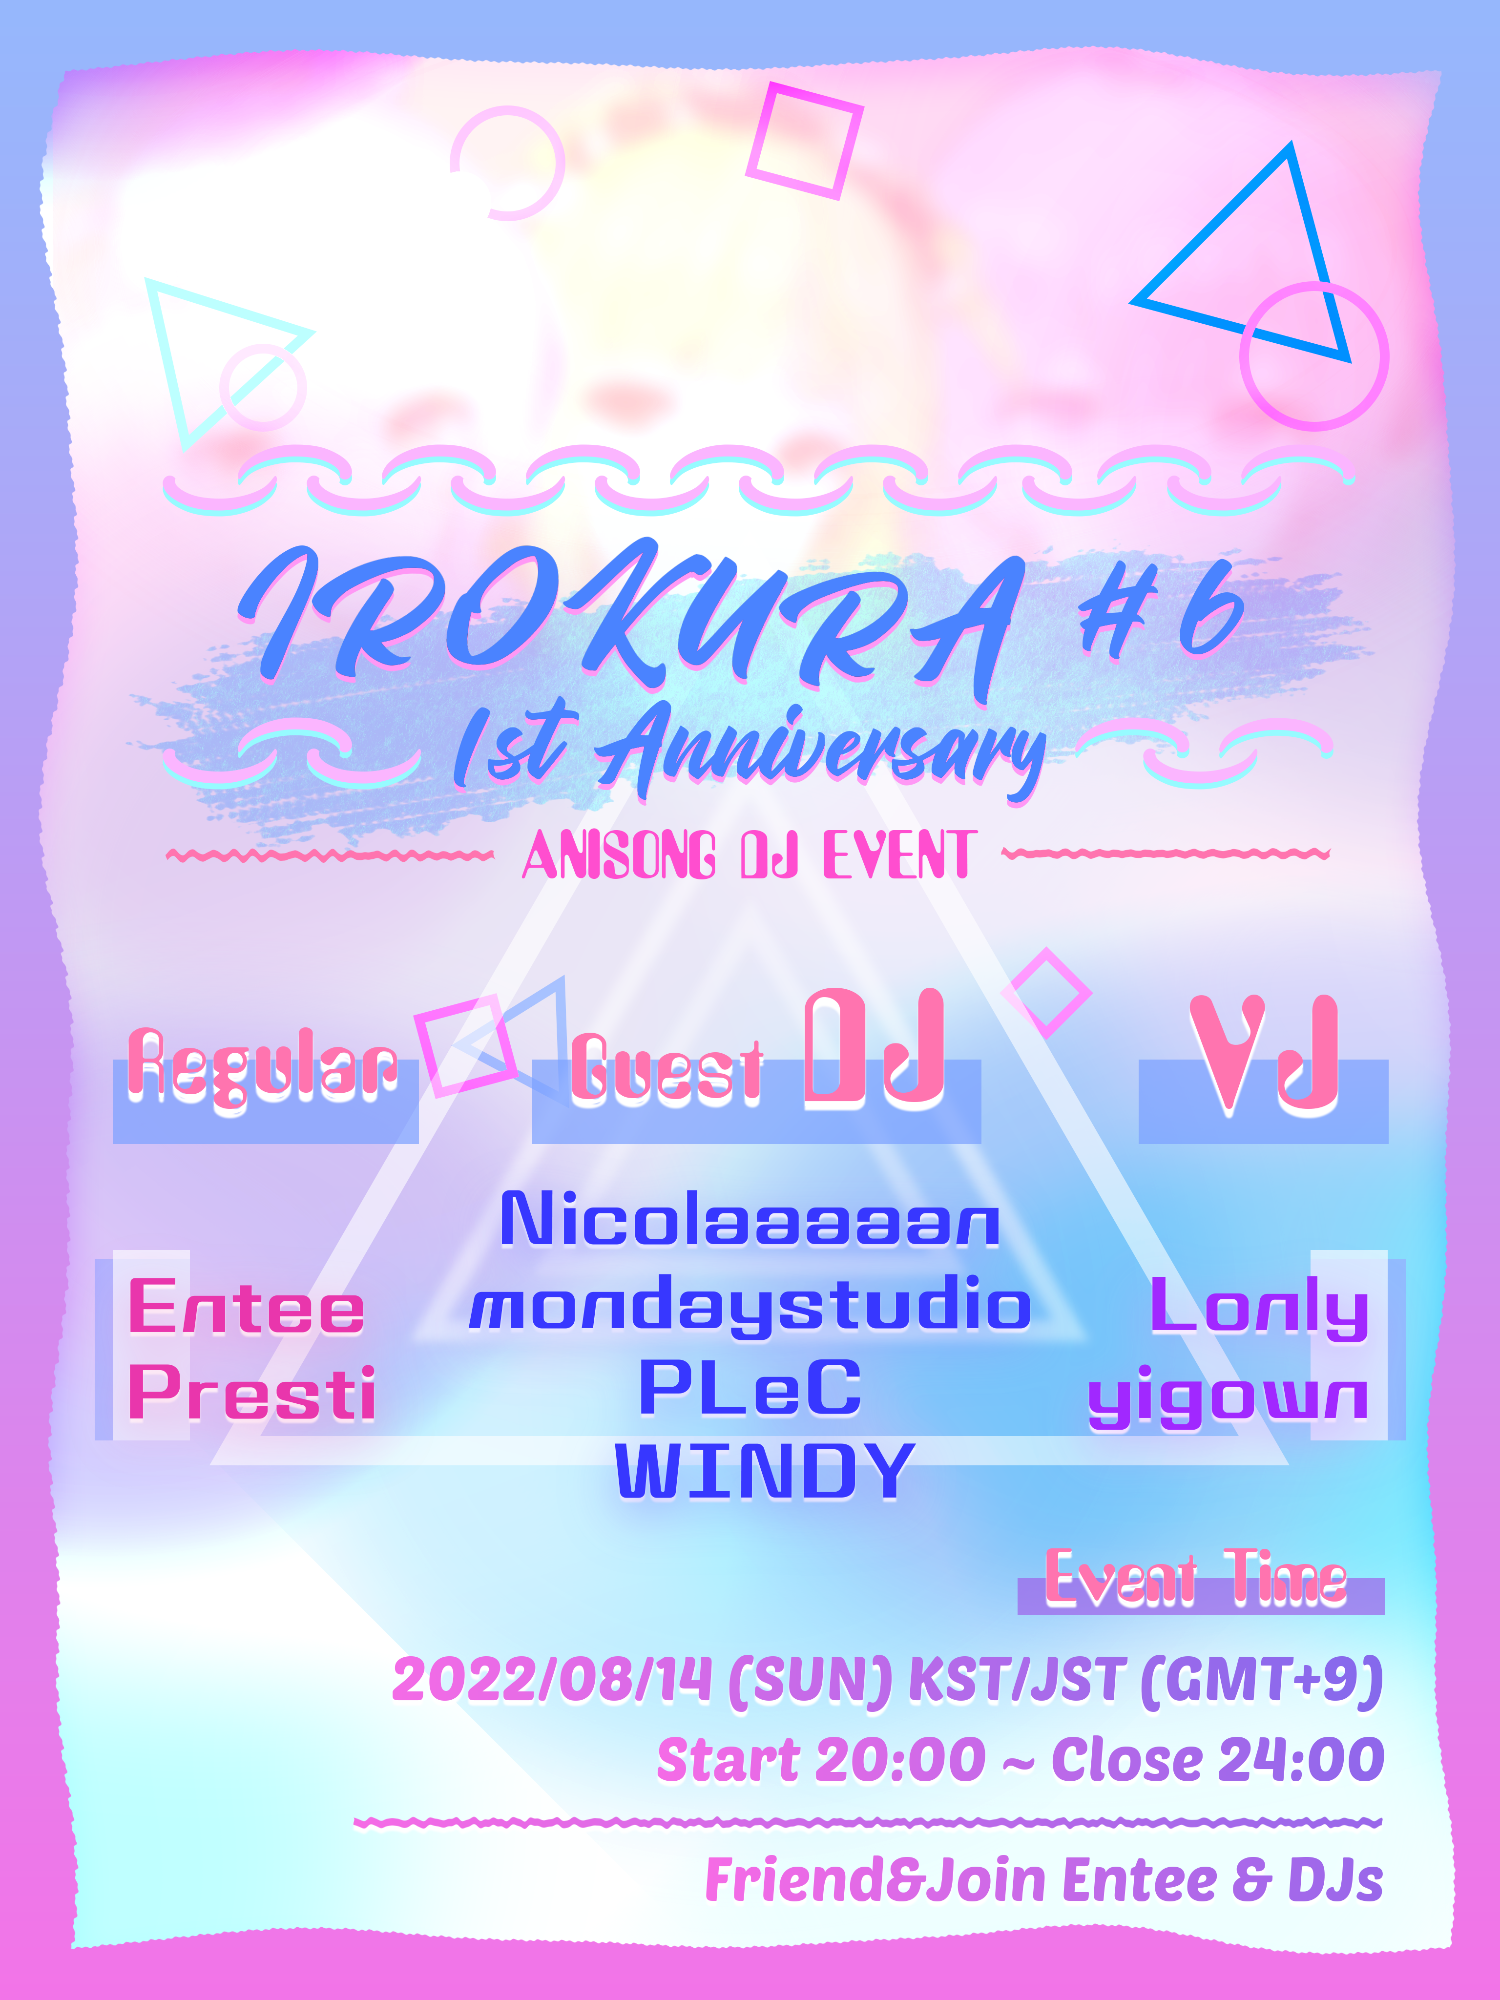 IROKURA #6
1st Anniversary
ANISONG DJ EVENT
Regular
Entee
Presti
Guest DJ
Nicolaaaaan
mondaystudio
PLeC
WINDY
VJ
Lonly
yigown
Event Time
2022/08/14 (SUN) KST/JST (GMT+9)
Start 20:00 ~ Close 24:00
Friend&Join Entee & DJs